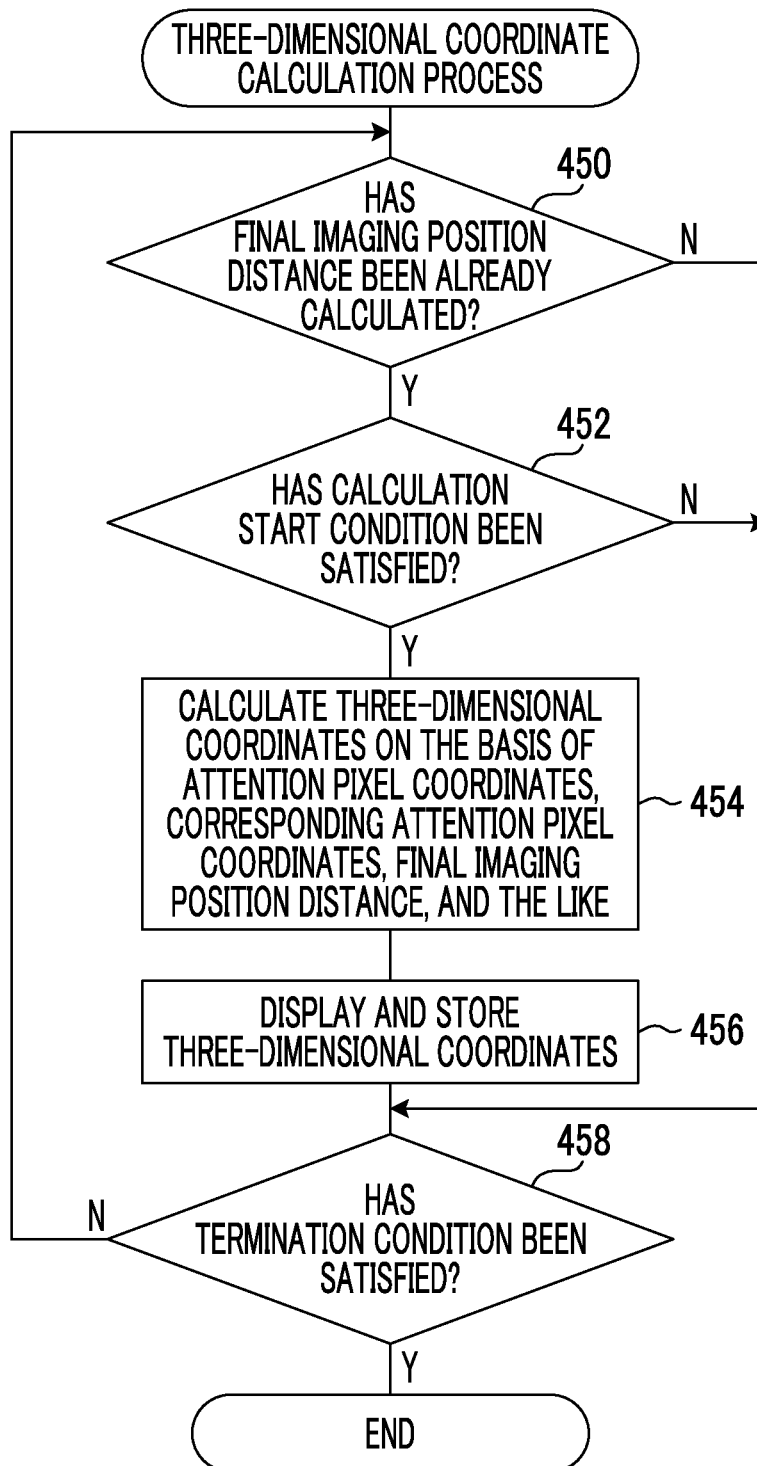 THREE-DIMENSIONAL COORDINATE
CALCULATION PROCESS
450
HAS
FINAL IMAGING POSITION
DISTANCE BEEN ALREADY
CALCULATED?
N
Y
452
HAS CALCULATION
START CONDITION BEEN
SATISFIED?
N
Y
CALCULATE THREE-DIMENSIONAL
COORDINATES ON THE BASIS OF
ATTENTION PIXEL COORDINATES,
CORRESPONDING ATTENTION PIXEL
COORDINATES, FINAL IMAGING
POSITION DISTANCE, AND THE LIKE
454
DISPLAY AND STORE
THREE-DIMENSIONAL COORDINATES
456
458
HAS
TERMINATION CONDITION BEEN
SATISFIED?
N
Y
END